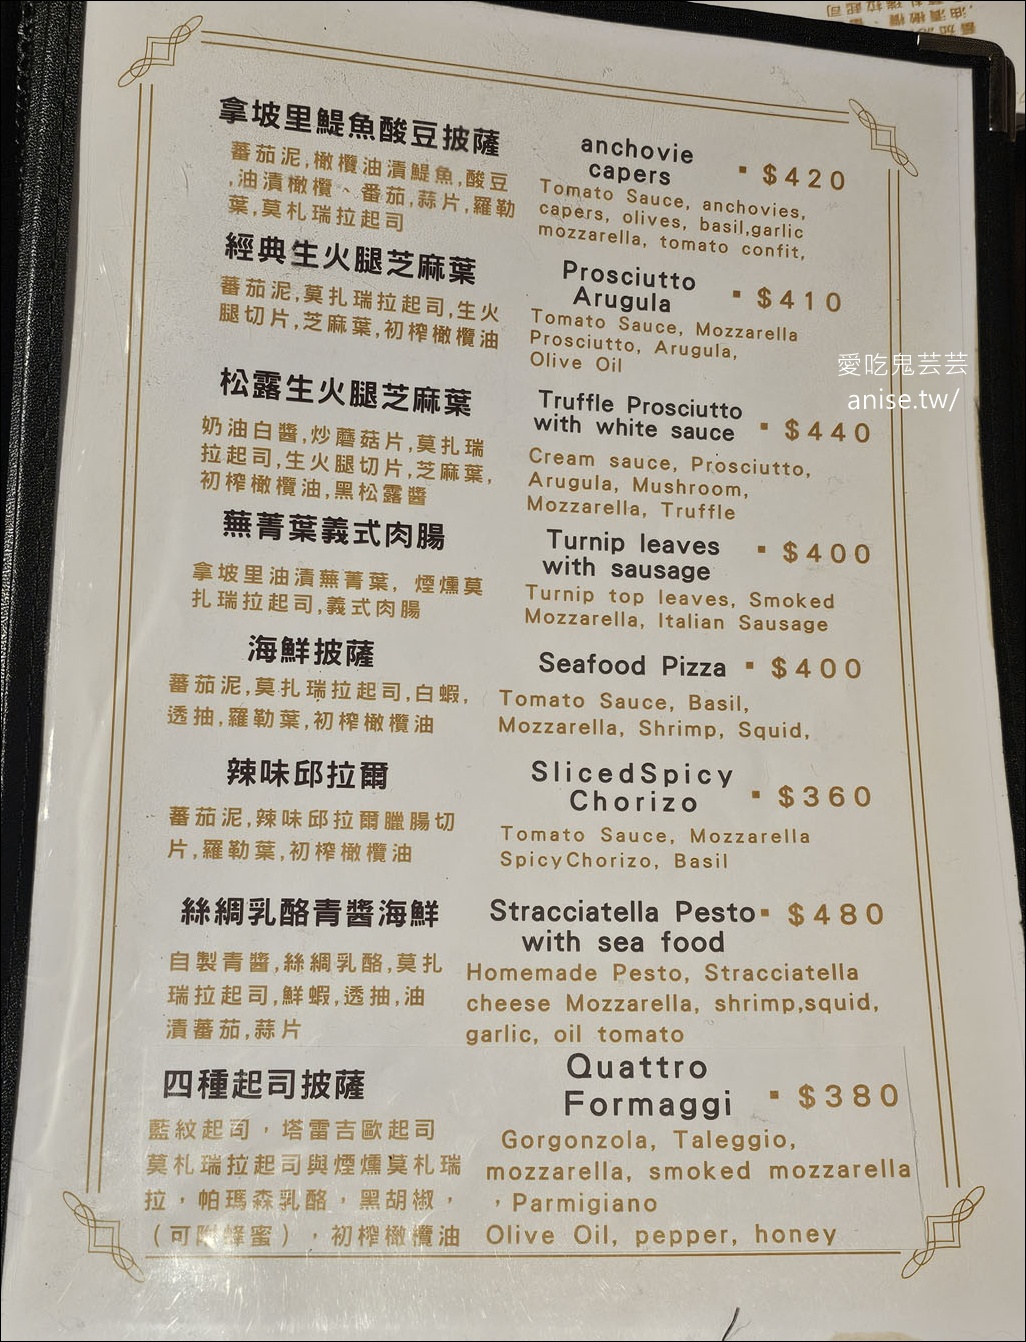 拿坡里鯷魚酸豆披薩
蕃茄泥,橄欖油漬鯷魚,酸豆
,油漬橄欖、番茄,蒜片,羅勒
葉,莫札瑞拉起司
anchovie
capers
▪ $420
Tomato Sauce, anchovies,
capers, olives, basil,garlic
mozzarella, tomato confit,
經典生火腿芝麻葉
蕃茄泥,莫扎瑞拉起司,生火
腿切片,芝麻葉,初榨橄欖油
Prosciutto
Arugula
▪ $410
Tomato Sauce, Mozzarella
Prosciutto, Arugula,
Olive Oil
愛吃鬼芸芸
anise.tw/
松露生火腿芝麻葉
奶油白醬,炒蘑菇片,莫扎瑞
拉起司,生火腿切片,芝麻葉,
初榨橄欖油,黑松露醬
Truffle Prosciutto
with white sauce
▪ $440
Cream sauce, Prosciutto,
Arugula, Mushroom,
Mozzarella, Truffle
蕪菁葉義式肉腸
拿坡里油漬蕪菁葉, 煙燻莫
扎瑞拉起司,義式肉腸
Turnip leaves
with sausage
▪ $400
Turnip top leaves, Smoked
Mozzarella, Italian Sausage
海鮮披薩
蕃茄泥,莫扎瑞拉起司,白蝦,
透抽,羅勒葉,初榨橄欖油
Seafood Pizza ▪ $400
Tomato Sauce, Basil,
Mozzarella, Shrimp, Squid,
辣味邱拉爾
蕃茄泥,辣味邱拉爾臘腸切
片,羅勒葉,初榨橄欖油
SlicedSpicy
Chorizo
▪ $360
Tomato Sauce, Mozzarella
SpicyChorizo, Basil
絲綢乳酪青醬海鮮
自製青醬,絲綢乳酪,莫扎
瑞拉起司,鮮蝦,透抽,油
漬蕃茄,蒜片
Stracciatella Pesto▪ $480
with sea food
Homemade Pesto, Stracciatella
cheese Mozzarella, shrimp,squid,
garlic, oil tomato
四種起司披薩
藍紋起司，塔雷吉歐起司
莫札瑞拉起司與煙燻莫札瑞
拉，帕瑪森乳酪，黑胡椒，
（可附蜂蜜），初榨橄欖油
Quattro
Formaggi
▪ $380
Gorgonzola, Taleggio,
mozzarella, smoked mozzarella
，Parmigiano
Olive Oil, pepper, honey